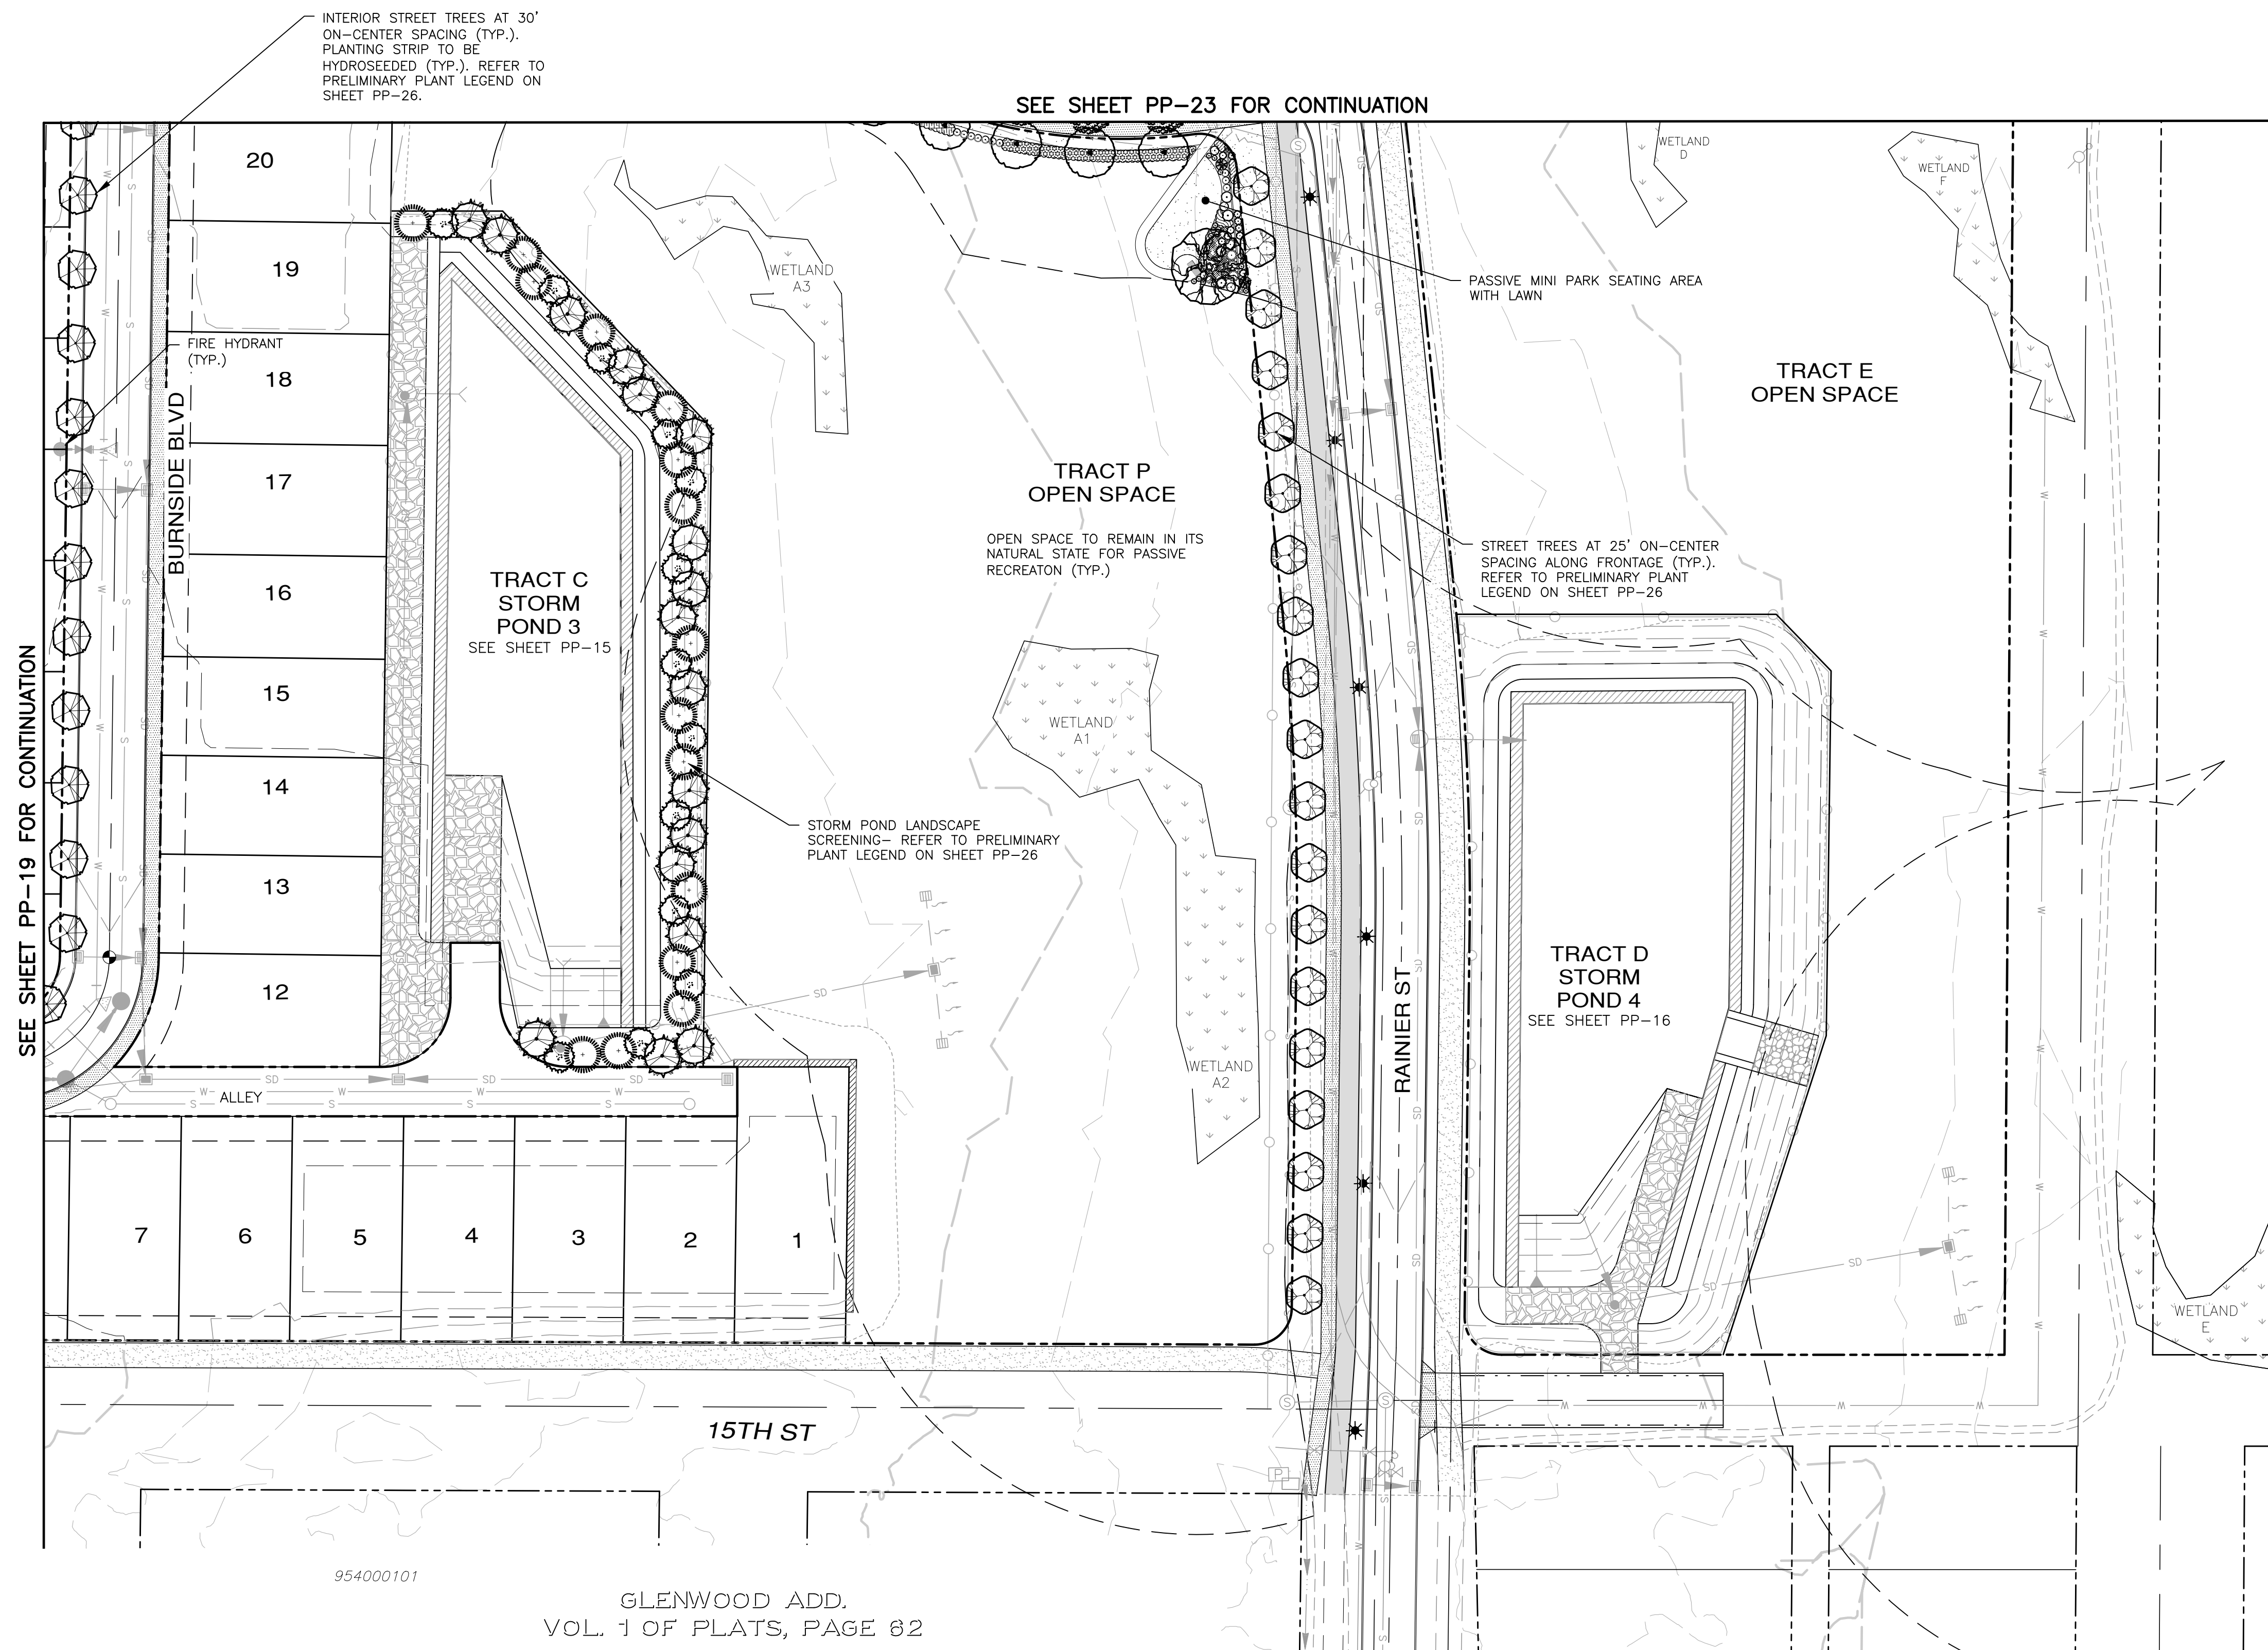 INTERIOR STREET TREES AT 30'
ON-CENTER SPACING (TYP.).
PLANTING STRIP TO BE
HYDROSEEDED (TYP.). REFER TO
PRELIMINARY PLANT LEGEND ON
SHEET PP-26.
SEE SHEET PP-23 FOR CONTINUATION
SEE SHEET PP-19 FOR CONTINUATION
20
19
FIRE HYDRANT
(TYP.)
18
17
16
15
14
13
12
BURNSIDE BLVD
TRACT C
STORM
POND 3
SEE SHEET PP-15
WETLAND
A3
TRACT P
OPEN SPACE
OPEN SPACE TO REMAIN IN ITS
NATURAL STATE FOR PASSIVE
RECREATON (TYP.)
WETLAND
A1
STORM POND LANDSCAPE
SCREENING- REFER TO PRELIMINARY
PLANT LEGEND ON SHEET PP-26
WETLAND
A2
WETLAND
D
WETLAND
F
PASSIVE MINI PARK SEATING AREA
WITH LAWN
TRACT E
OPEN SPACE
STREET TREES AT 25' ON-CENTER
SPACING ALONG FRONTAGE (TYP.).
REFER TO PRELIMINARY PLANT
LEGEND ON SHEET PP-26
RAINIER ST
TRACT D
STORM
POND 4
SEE SHEET PP-16
WETLAND
E
SD
SD
SD
SD
SD
SD
ALLEY
W
W
W
W
S
S
S
S
7
6
5
4
3
2
1
15TH ST
P
954000101
GLENWOOD ADD.
VOL. 1 OF PLATS, PAGE 62